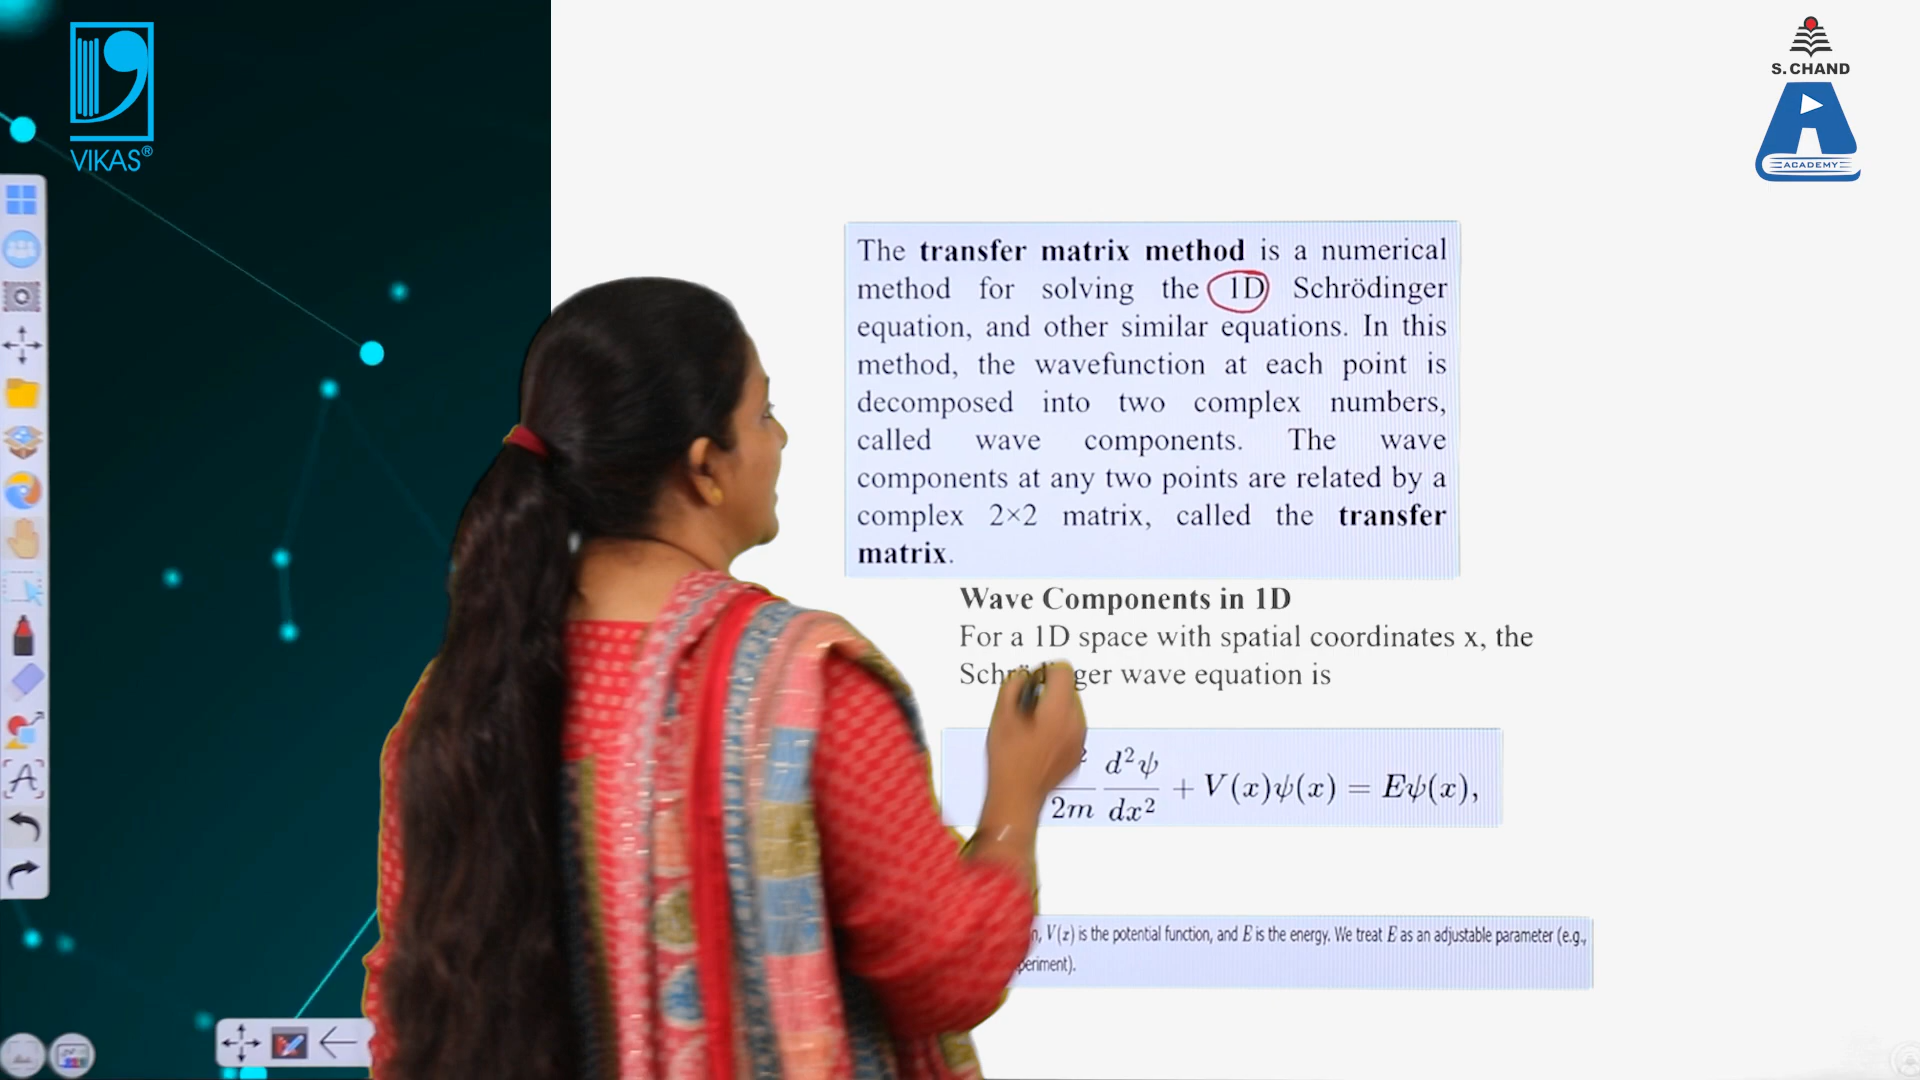 VIKAS®
S. CHAND
ACADEMY
The transfer matrix method is a numerical
method for solving the 1D Schrödinger
equation, and other similar equations. In this
method, the wavefunction at each point is
decomposed into two complex numbers,
called wave components. The wave
components at any two points are related by a
complex 2×2 matrix, called the transfer
matrix.
Wave Components in 1D
For a 1D space with spatial coordinates x, the
wave equation is
2m d²ψ/dx² + V(x)ψ(x) = Eψ(x),
V(x) is the potential function, and E is the energy. We treat E as an adjustable parameter (e.g.,